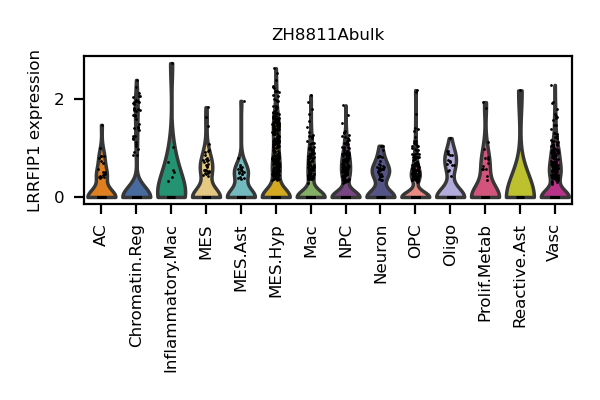 ZH8811Abulk
LRRFIP1 expression
2
0
AC
Chromatin.Reg
Inflammatory.Mac
MES
MES.Ast
MES.Hyp
Mac
NPC
Neuron
OPC
Oligo
Prolif.Metab
Reactive.Ast
Vasc